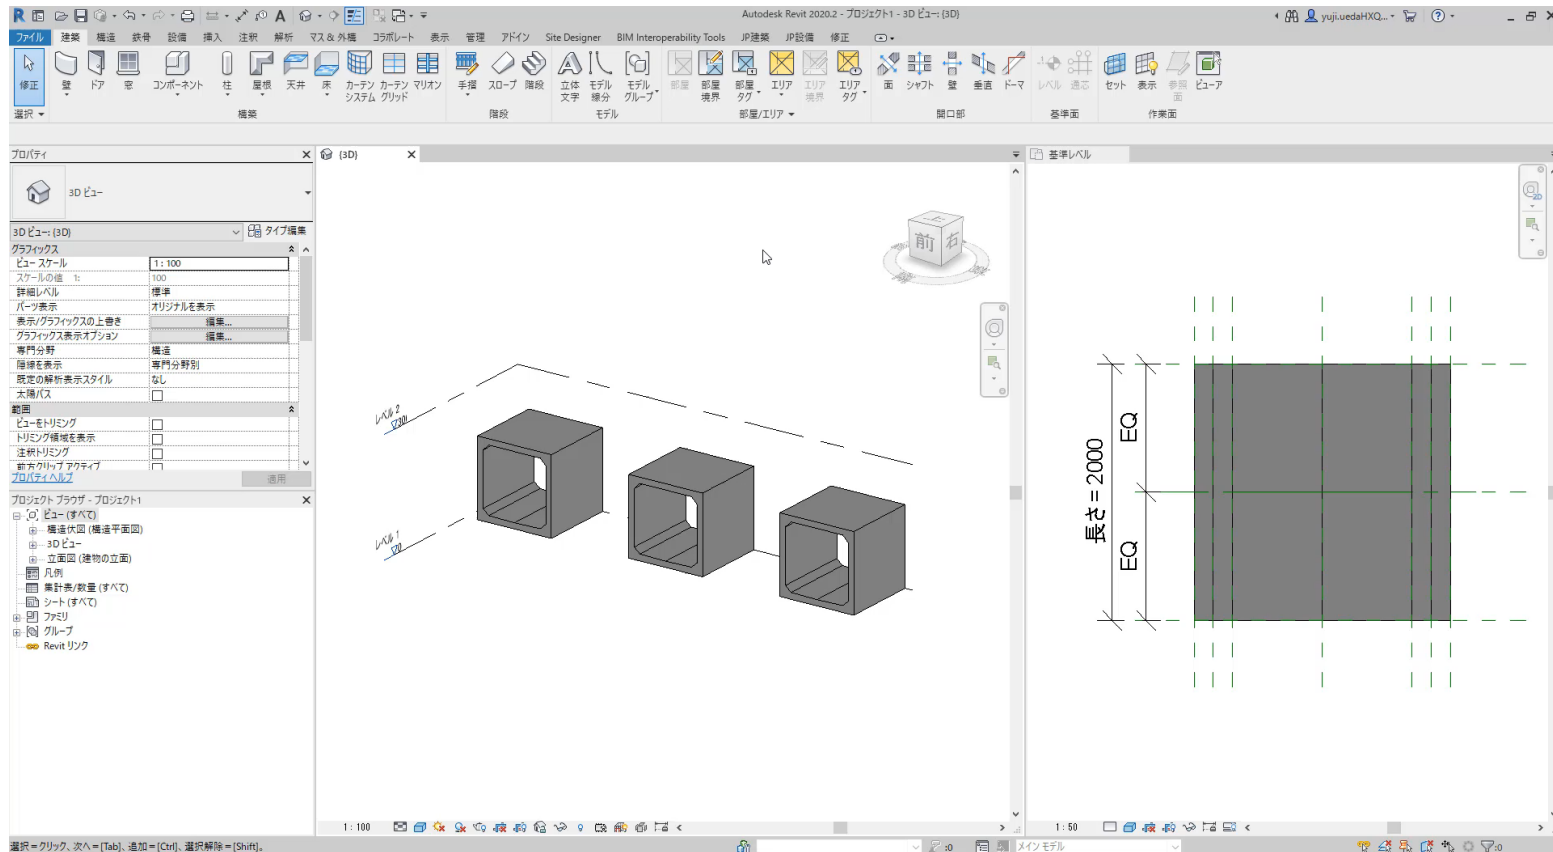 Autodesk Revit 2020.2 - プロジェクト1 - 3D ビュー: {3D}
yuji.uedaHXQ...
ファイル 建築 構造 鉄骨 設備 挿入 注釈 解析 マス & 外構 コラボレート 表示 管理 アドイン Site Designer BIM Interoperability Tools JP建築 JP設備 修正
修正 壁 ドア 窓 コンポーネント 柱 屋根 天井 床 カーテン システム カーテン グリッド マリオン 手摺 スロープ 階段 立体 文字 モデル 線分 モデル グループ 部屋 部屋 境界 部屋 タグ エリア エリア 境界 エリア タグ 面 シャフト 壁 垂直 ドーマ レベル 通芯 セット 表示 参照 面 ビューア
選択 構築 階段 モデル 部屋/エリア 開口部 基準面 作業面
プロパティ
3D ビュー
3D ビュー: {3D}
タイプ編集
グラフィックス
ビュー スケール 1 : 100
スケールの値 1: 100
詳細レベル 標準
パーツ表示 オリジナルを表示
表示/グラフィックスの上書き 編集...
グラフィックス表示オプション 編集...
専門分野 構造
隠線を表示 専門分野別
既定の解析表示スタイル なし
太陽パス
範囲
ビューをトリミング
トリミング領域を表示
注釈トリミング
前方クリップ アクティブ
プロパティ ヘルプ 適用
プロジェクト ブラウザ - プロジェクト1
ビュー (すべて)
構造伏図 (構造平面図)
3D ビュー
立面図 (建物の立面)
凡例
集計表/数量 (すべて)
シート (すべて)
ファミリ
グループ
Revit リンク
{3D}
上
前
右
レベル 2
レベル 1
0
1 : 100
基準レベル
2D
長さ = 2000
EQ
EQ
1 : 50
選択 = クリック、次へ = [Tab]、追加 = [Ctrl]、選択解除 = [Shift]。
:0
メイン モデル
:0